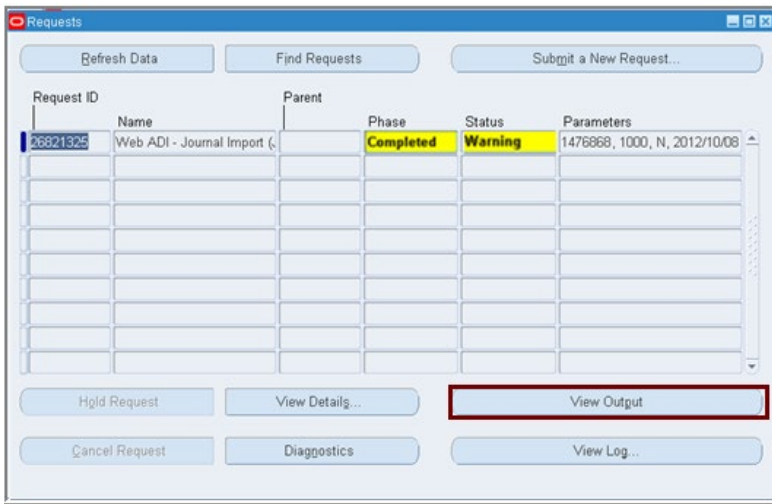 Requests
Refresh Data Find Requests Submit a New Request...
Request ID Parent
Name Phase Status Parameters
26821325 Web ADI - Journal Import ( Completed Warning 1476868, 1000, N, 2012/10/08
Hold Request View Details... View Output
Cancel Request Diagnostics View Log...